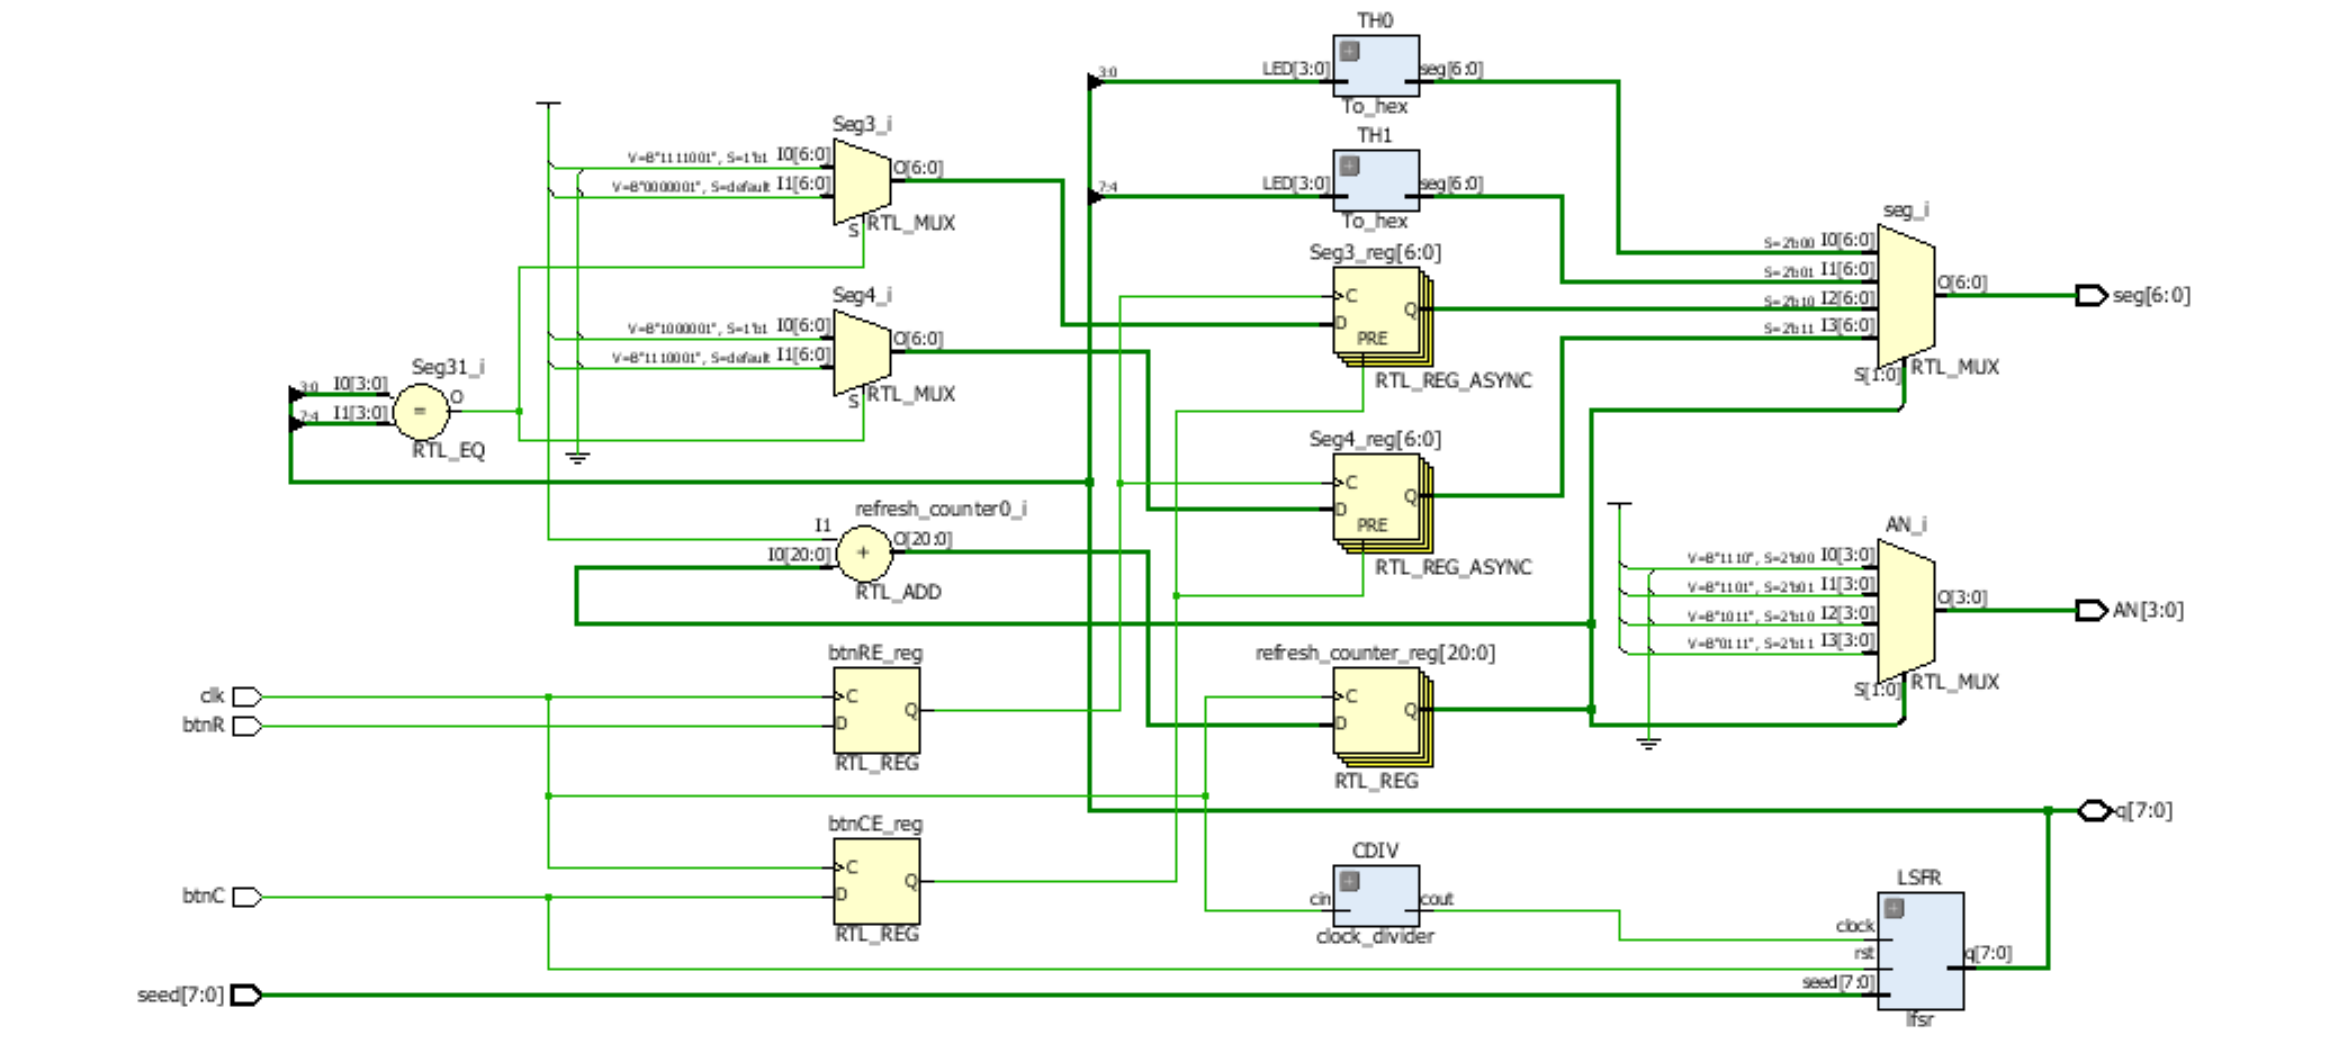 TH0
3:0
LED[3:0]
seg[6:0]
To_hex
TH1
7:4
LED[3:0]
seg[6:0]
To_hex
Seg3_i
V=B"1111001", S=1'b1 I0[6:0]
V=B"0000001", S=default I1[6:0]
O[6:0]
S
RTL_MUX
Seg4_i
V=B"1000001", S=1'b1 I0[6:0]
V=B"1110001", S=default I1[6:0]
O[6:0]
S
RTL_MUX
Seg3_reg[6:0]
C
D
Q
PRE
RTL_REG_ASYNC
seg_i
S=2'b00 I0[6:0]
S=2'b01 I1[6:0]
S=2'b10 I2[6:0]
S=2'b11 I3[6:0]
O[6:0]
S[1:0]
RTL_MUX
seg[6:0]
Seg31_i
3:0 I0[3:0]
7:4 I1[3:0]
=
O
RTL_EQ
Seg4_reg[6:0]
C
D
Q
PRE
RTL_REG_ASYNC
refresh_counter0_i
I1
I0[20:0]
+
O[20:0]
RTL_ADD
AN_i
V=B"1110", S=2'b00 I0[3:0]
V=B"1101", S=2'b01 I1[3:0]
V=B"1011", S=2'b10 I2[3:0]
V=B"0111", S=2'b11 I3[3:0]
O[3:0]
S[1:0]
RTL_MUX
AN[3:0]
clk
btnR
btnRE_reg
C
D
Q
RTL_REG
refresh_counter_reg[20:0]
C
D
Q
RTL_REG
q[7:0]
btnC
btnCE_reg
C
D
Q
RTL_REG
CDIV
cin
cout
clock_divider
LSFR
clock
rst
seed[7:0]
q[7:0]
lfsr
seed[7:0]